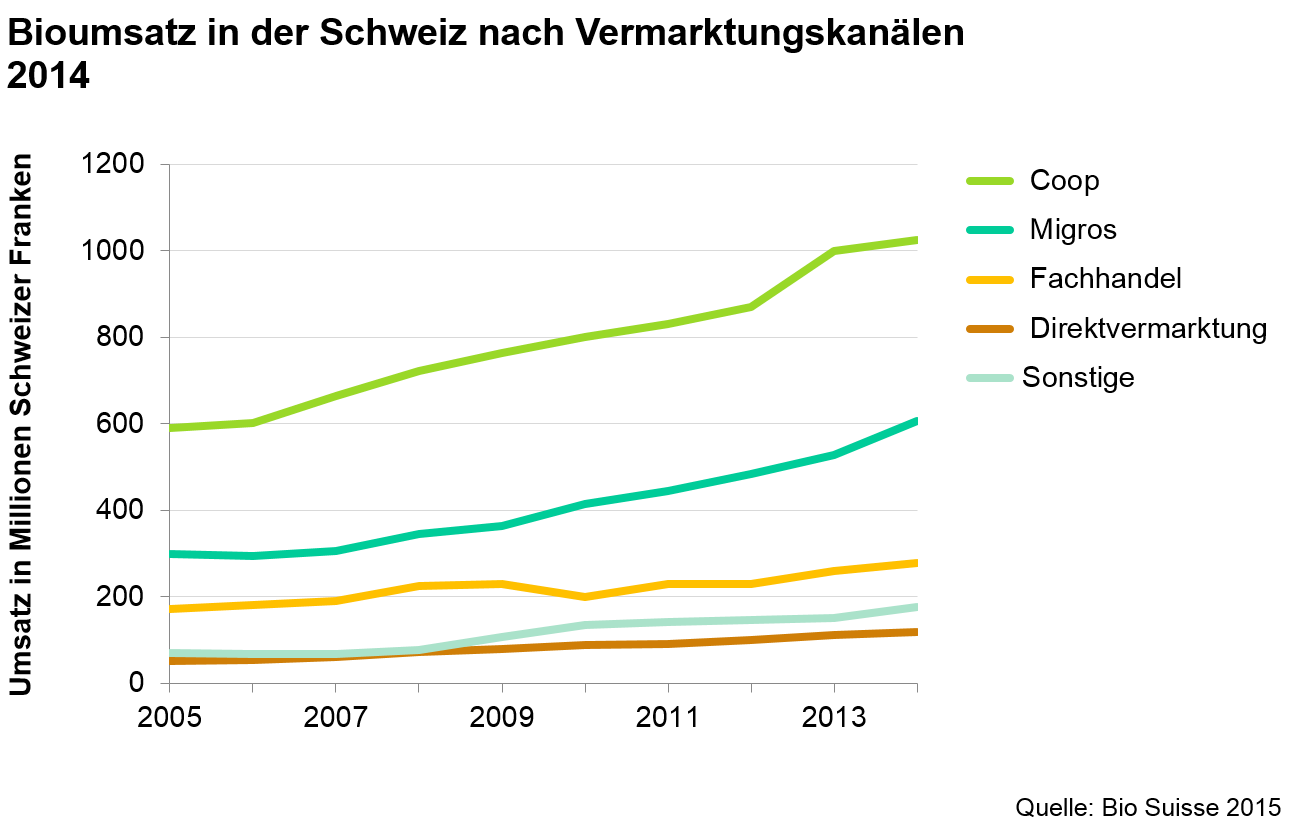 Bioumsatz in der Schweiz nach Vermarktungskanälen
2014
Umsatz in Millionen Schweizer Franken
1200
1000
800
600
400
200
0
2005
2007
2009
2011
2013
Coop
Migros
Fachhandel
Direktvermarktung
Sonstige
Quelle: Bio Suisse 2015